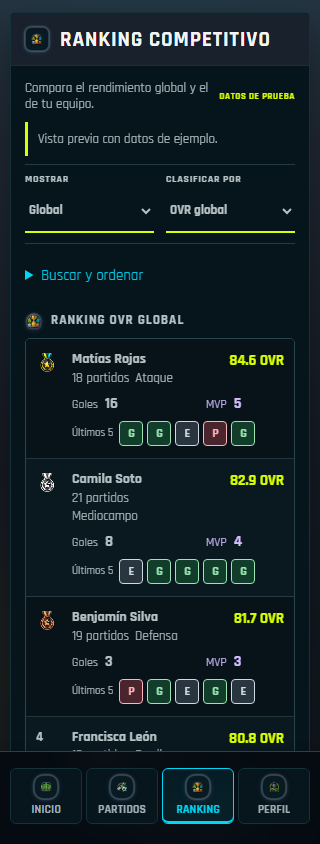 RANKING COMPETITIVO
Compara el rendimiento global y el
de tu equipo.
DATOS DE PRUEBA
Vista previa con datos de ejemplo.
MOSTRAR
CLASIFICAR POR
Global
OVR global
Buscar y ordenar
RANKING OVR GLOBAL
Matías Rojas
84.6 OVR
18 partidos Ataque
Goles 16
MVP 5
Últimos 5 G G E P G
Camila Soto
82.9 OVR
21 partidos
Mediocampo
Goles 8
MVP 4
Últimos 5 E G G G G
Benjamín Silva
81.7 OVR
19 partidos Defensa
Goles 3
MVP 3
Últimos 5 P G E G E
4 Francisca León
80.8 OVR
INICIO
PARTIDOS
RANKING
PERFIL